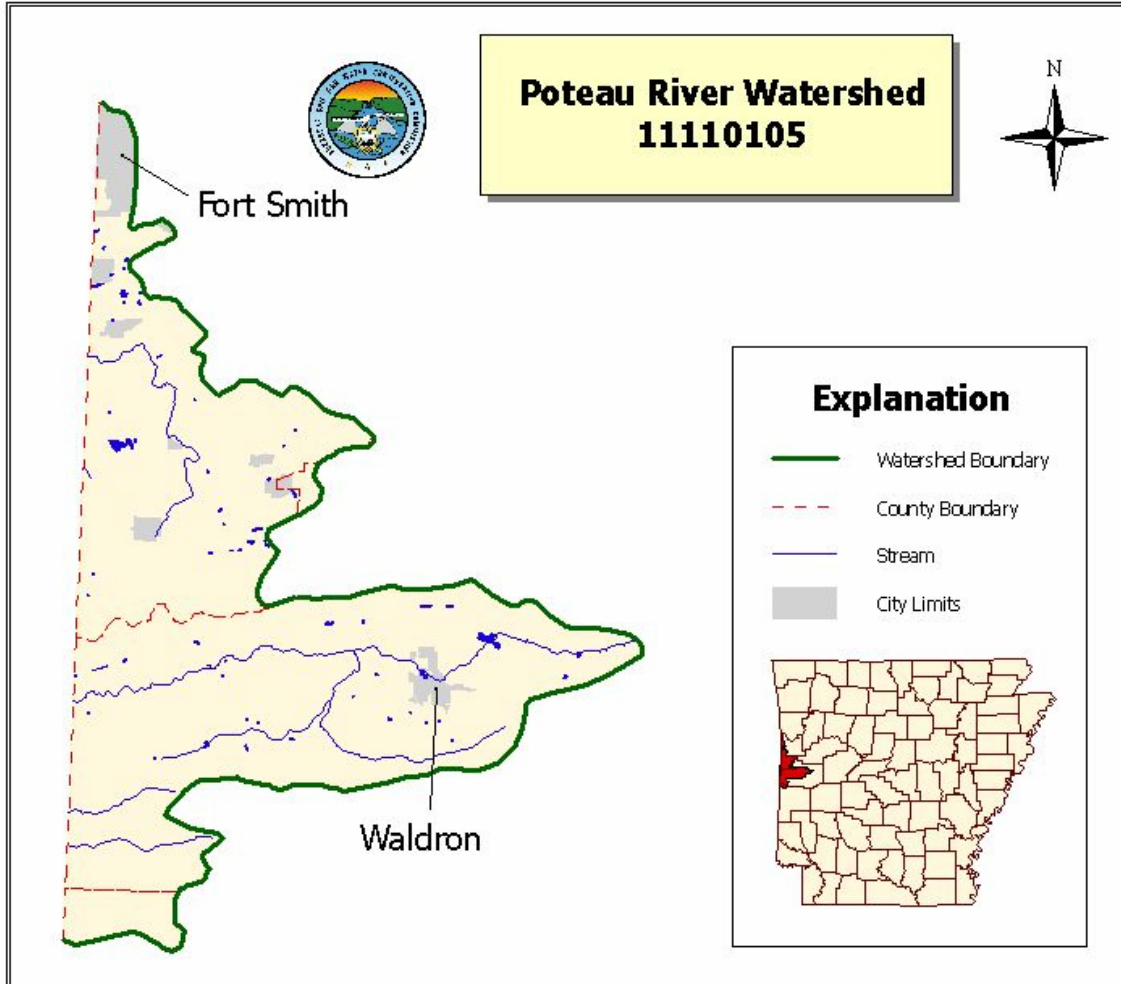 Poteau River Watershed
11110105
N
Fort Smith
Explanation
Watershed Boundary
County Boundary
Stream
City Limits
Waldron